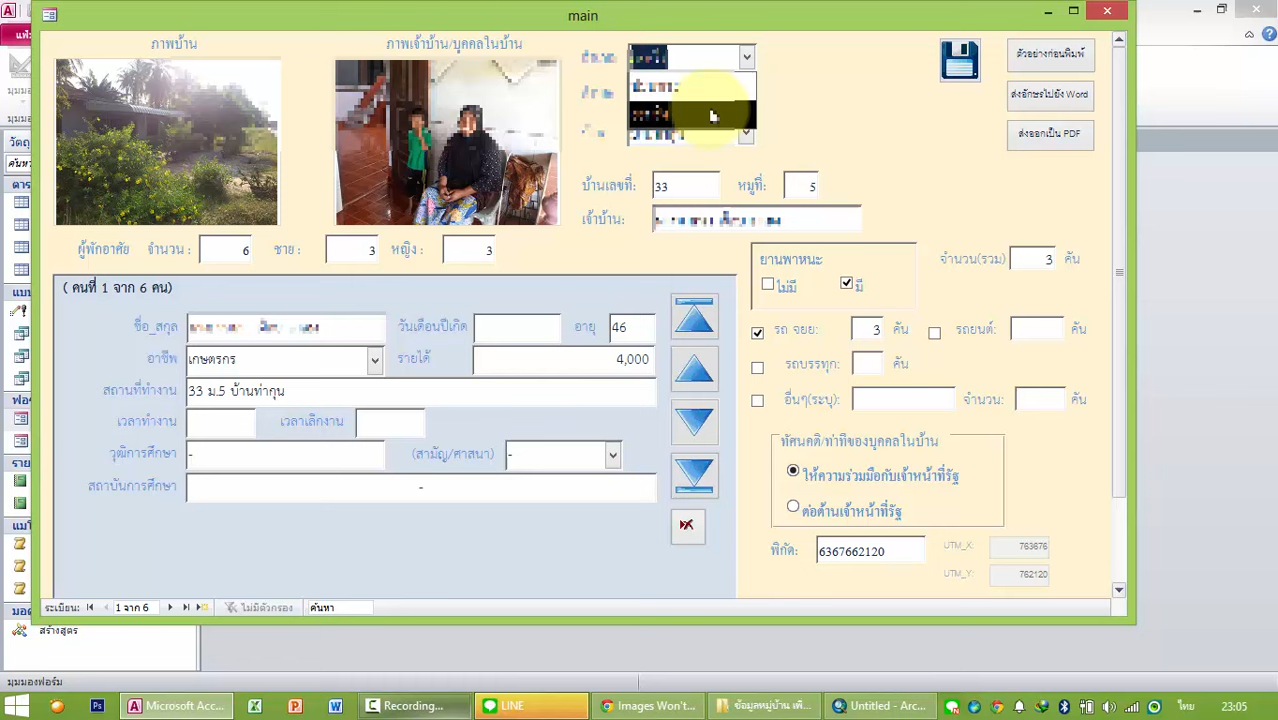 main
ภาพบ้าน
ภาพเจ้าบ้าน/บุคคลในบ้าน
ตัวอย่างก่อนพิมพ์
ส่งอักษรไปยัง Word
ส่งออกเป็น PDF
บ้านเลขที่: 33 หมู่ที่: 5
เจ้าบ้าน:
ผู้พักอาศัย จำนวน : 6 ชาย : 3 หญิง : 3
ยานพาหนะ
ไม่มี มี
จำนวน(รวม) 3 คัน
( คนที่ 1 จาก 6 คน)
ชื่อ_สกุล วันเดือนปีเกิด อายุ 46
รถ จยย: 3 คัน รถยนต์: คัน
อาชีพ เกษตรกร รายได้ 4,000
รถบรรทุก: คัน
สถานที่ทำงาน 33 ม.5 บ้านท่ากุน
อื่นๆ(ระบุ): จำนวน: คัน
เวลาทำงาน เวลาเลิกงาน
วุฒิการศึกษา - (สามัญ/ศาสนา) -
ทัศนคติ/ท่าทีของบุคคลในบ้าน
ให้ความร่วมมือกับเจ้าหน้าที่รัฐ
สถาบันการศึกษา -
ต่อต้านเจ้าหน้าที่รัฐ
พิกัด: 6367662120 UTM_X: 763676
UTM_Y: 762120
ระเบียน: 1 จาก 6 ไม่มีตัวกรอง ค้นหา
สร้างสูตร
มุมมองฟอร์ม
Microsoft Acc...
Recording...
LINE
Images Won't...
ข้อมูลหมู่บ้าน เพิ...
Untitled - Arc...
ไทย
23:05